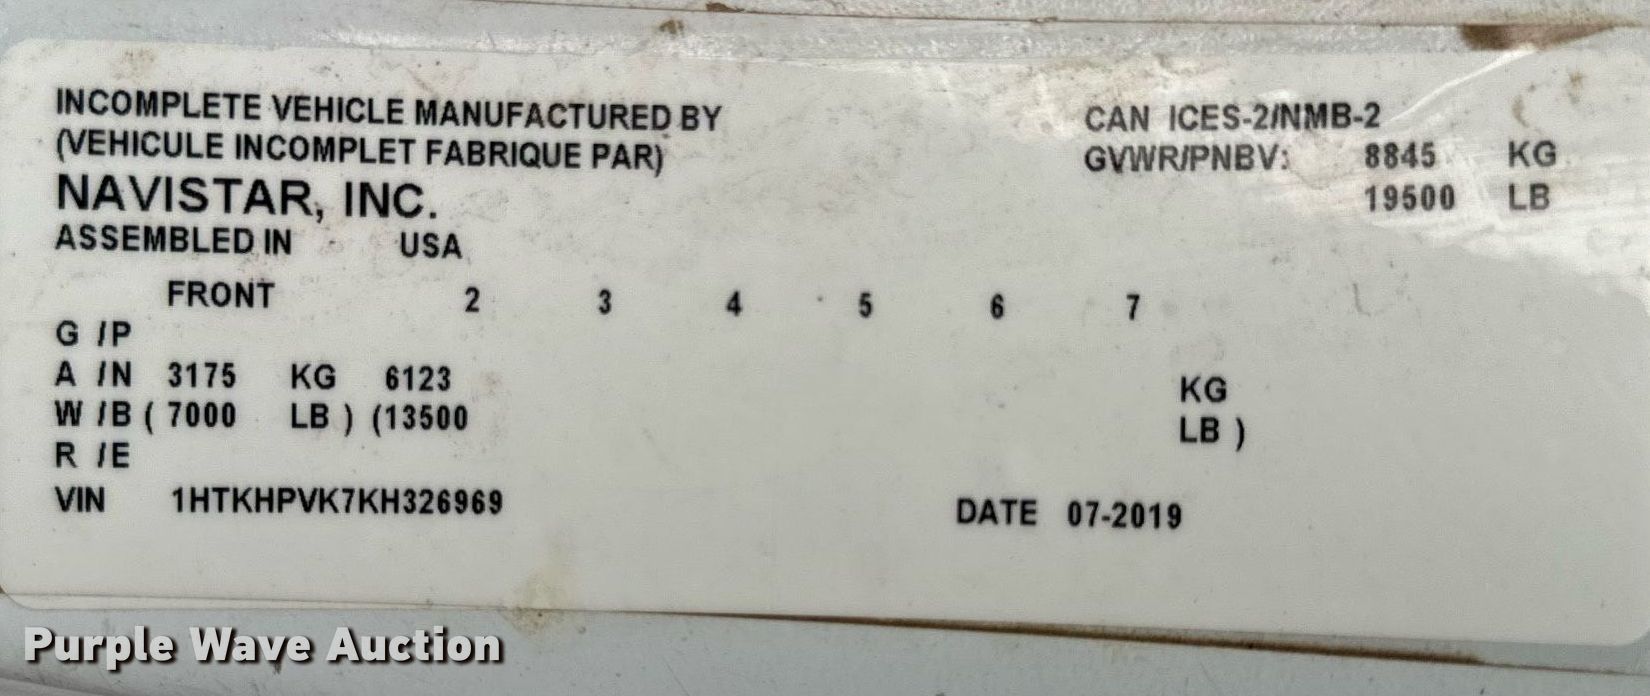 INCOMPLETE VEHICLE MANUFACTURED BY
(VEHICULE INCOMPLET FABRIQUE PAR)
NAVISTAR, INC.
ASSEMBLED IN USA
CAN ICES-2/NMB-2
GVWR/PNBV: 8845 KG
19500 LB
FRONT 2 3 4 5 6 7
G /P
A /N 3175 KG 6123 KG
W /B ( 7000 LB ) (13500 LB )
R /E
VIN 1HTKHPVK7KH326969 DATE 07-2019
Purple Wave Auction